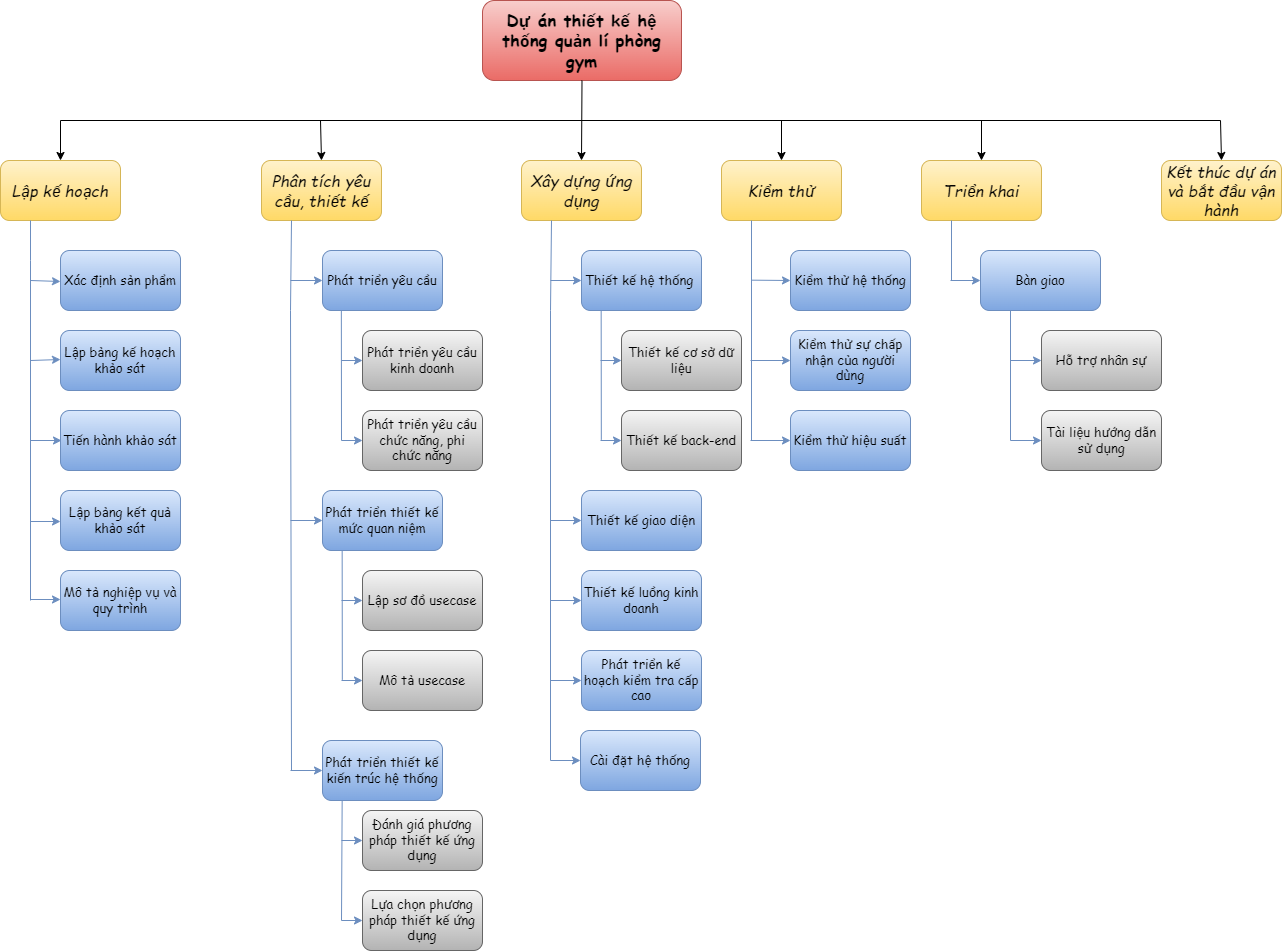 Dự án thiết kế hệ
thống quản lí phòng
gym
Lập kế hoạch
Phân tích yêu
cầu, thiết kế
Xây dựng ứng
dụng
Kiểm thử
Triển khai
Kết thúc dự án
và bắt đầu vận
hành
Xác định sản phẩm
Lập bảng kế hoạch
khảo sát
Tiến hành khảo sát
Lập bảng kết quả
khảo sát
Mô tả nghiệp vụ và
quy trình
Phát triển yêu cầu
Phát triển yêu cầu
kinh doanh
Phát triển yêu cầu
chức năng, phi
chức năng
Phát triển thiết kế
mức quan niệm
Lập sơ đồ usecase
Mô tả usecase
Phát triển thiết kế
kiến trúc hệ thống
Đánh giá phương
pháp thiết kế ứng
dụng
Lựa chọn phương
pháp thiết kế ứng
dụng
Thiết kế hệ thống
Thiết kế cơ sở dữ
liệu
Thiết kế back-end
Thiết kế giao diện
Thiết kế luồng kinh
doanh
Phát triển kế
hoạch kiểm tra cấp
cao
Cài đặt hệ thống
Kiểm thử hệ thống
Kiểm thử sự chấp
nhận của người
dùng
Kiểm thử hiệu suất
Bàn giao
Hỗ trợ nhân sự
Tài liệu hướng dẫn
sử dụng